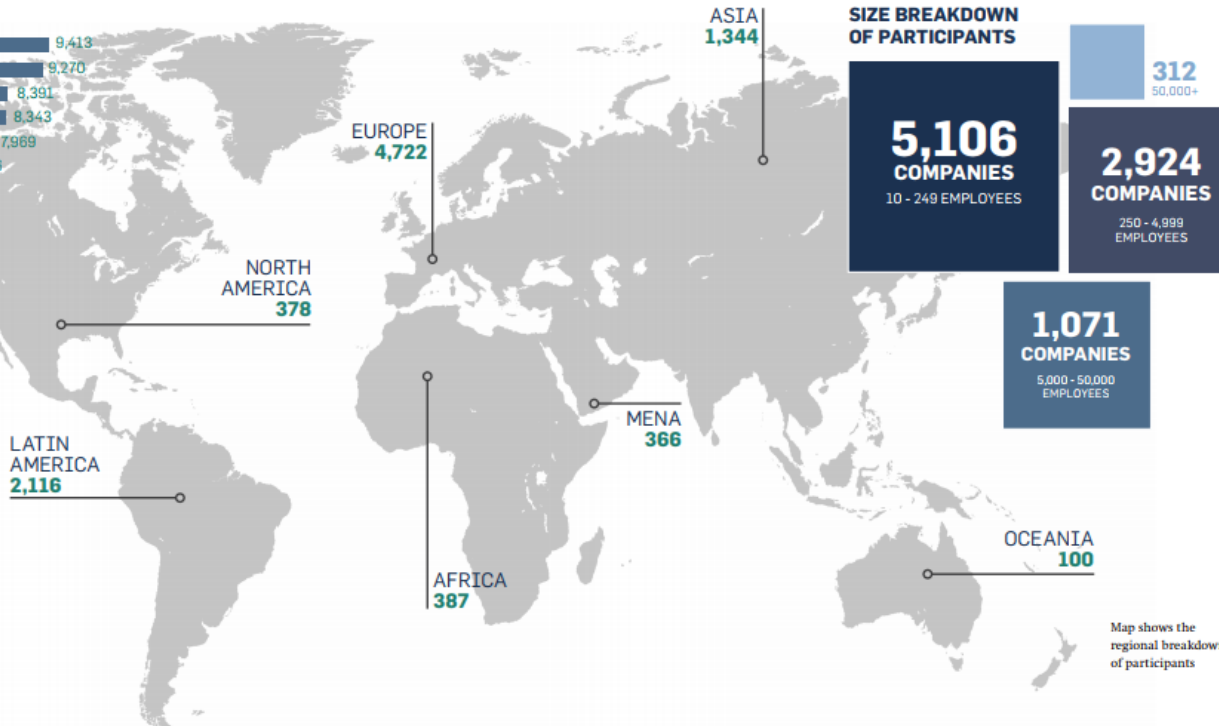 9,413
9,270
8,391
8,343
7,969
ASIA
1,344
EUROPE
4,722
NORTH
AMERICA
378
LATIN
AMERICA
2,116
AFRICA
387
MENA
366
OCEANIA
100
SIZE BREAKDOWN
OF PARTICIPANTS
5,106
COMPANIES
10 - 249 EMPLOYEES
312
50,000+
2,924
COMPANIES
250 - 4,999
EMPLOYEES
1,071
COMPANIES
5,000 - 50,000
EMPLOYEES
Map shows the
regional breakdow
of participants